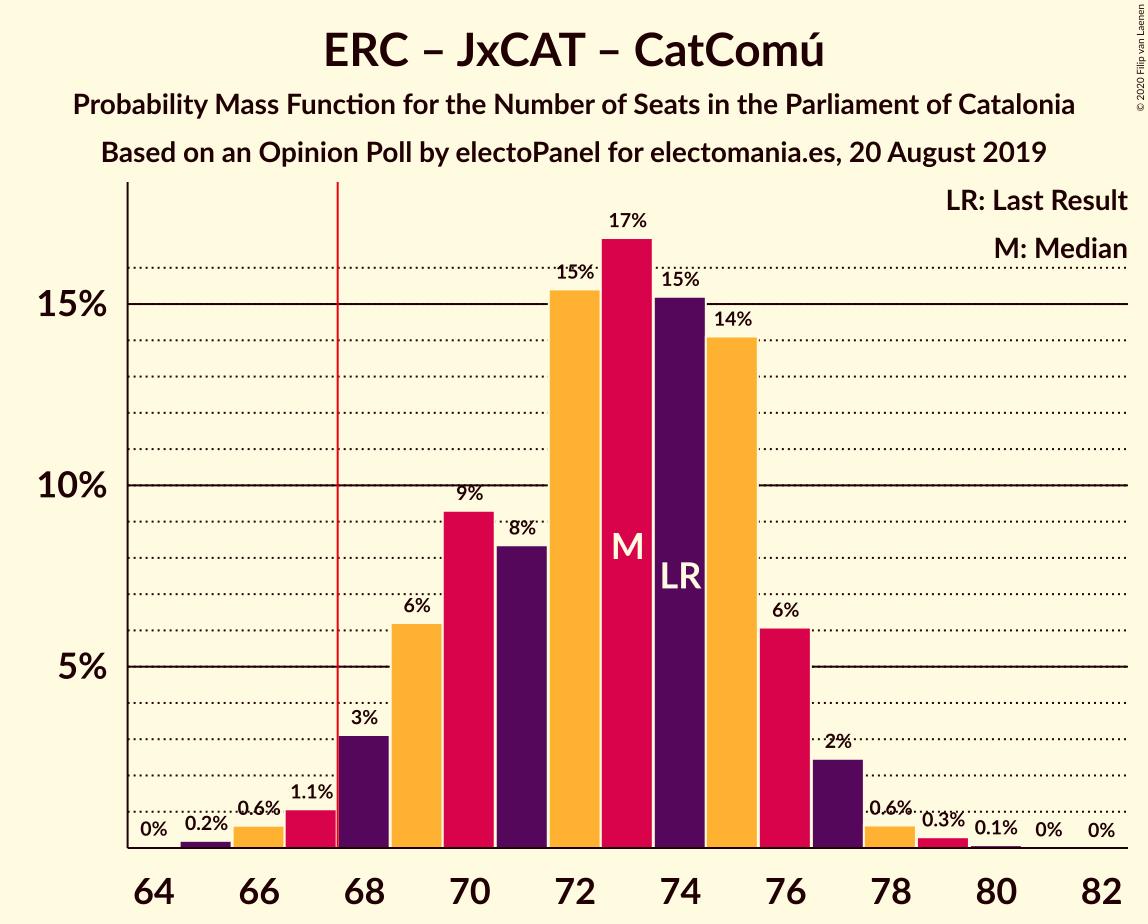 ERC – JxCAT – CatComú
Probability Mass Function for the Number of Seats in the Parliament of Catalonia
Based on an Opinion Poll by electoPanel for electomania.es, 20 August 2019
© 2020 Filip van Laenen
LR: Last Result
M: Median
15%
10%
5%
0%
0.2%
0.6%
1.1%
3%
6%
9%
8%
15%
17%
15%
14%
6%
2%
0.6%
0.3%
0.1%
0%
0%
M
LR
64 66 68 70 72 74 76 78 80 82